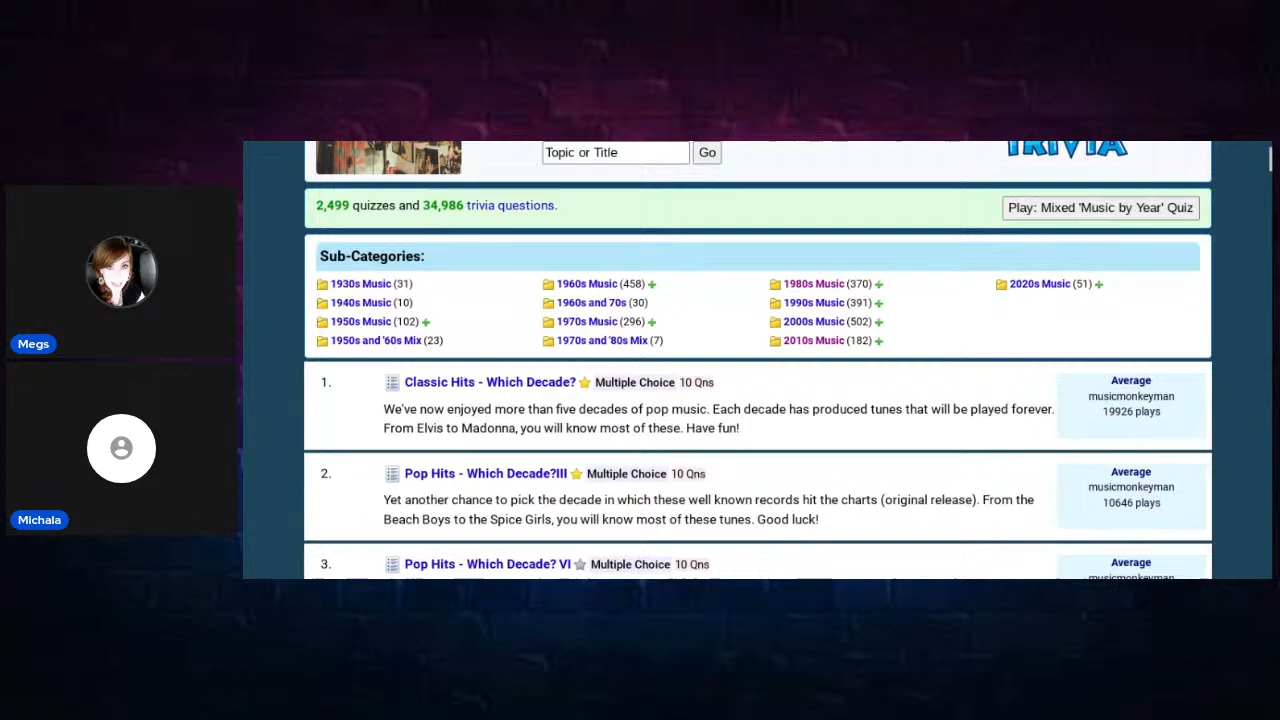 TRIVIA
Topic or Title Go
2,499 quizzes and 34,986 trivia questions. Play: Mixed 'Music by Year' Quiz
Sub-Categories:
1930s Music (31) 1960s Music (458) 1980s Music (370) 2020s Music (51)
1940s Music (10) 1960s and 70s (30) 1990s Music (391)
1950s Music (102) 1970s Music (296) 2000s Music (502)
1950s and '60s Mix (23) 1970s and '80s Mix (7) 2010s Music (182)
1. Classic Hits - Which Decade? Multiple Choice 10 Qns Average
musicmonkeyman
19926 plays
We've now enjoyed more than five decades of pop music. Each decade has produced tunes that will be played forever.
From Elvis to Madonna, you will know most of these. Have fun!
2. Pop Hits - Which Decade?III Multiple Choice 10 Qns Average
musicmonkeyman
10646 plays
Yet another chance to pick the decade in which these well known records hit the charts (original release). From the
Beach Boys to the Spice Girls, you will know most of these tunes. Good luck!
3. Pop Hits - Which Decade? VI Multiple Choice 10 Qns Average
musicmonkeyman
Megs
Michala